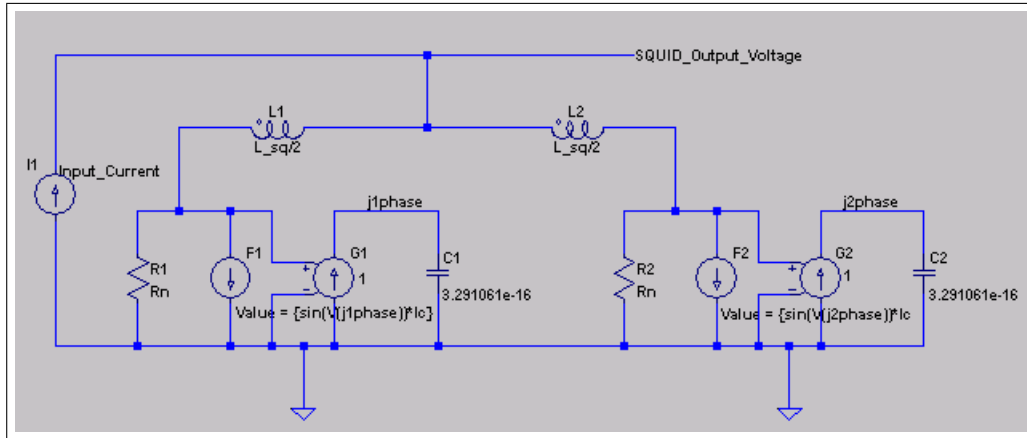 SQUID_Output_Voltage
L1
L2
L_sq/2
L_sq/2
I1
Input_Current
j1phase
j2phase
R1
Rn
F1
G1
1
C1
3.291061e-16
Value = {sin(V(j1phase))*Ic}
R2
Rn
F2
G2
1
C2
3.291061e-16
Value = {sin(V(j2phase))*Ic
+
−
+
−